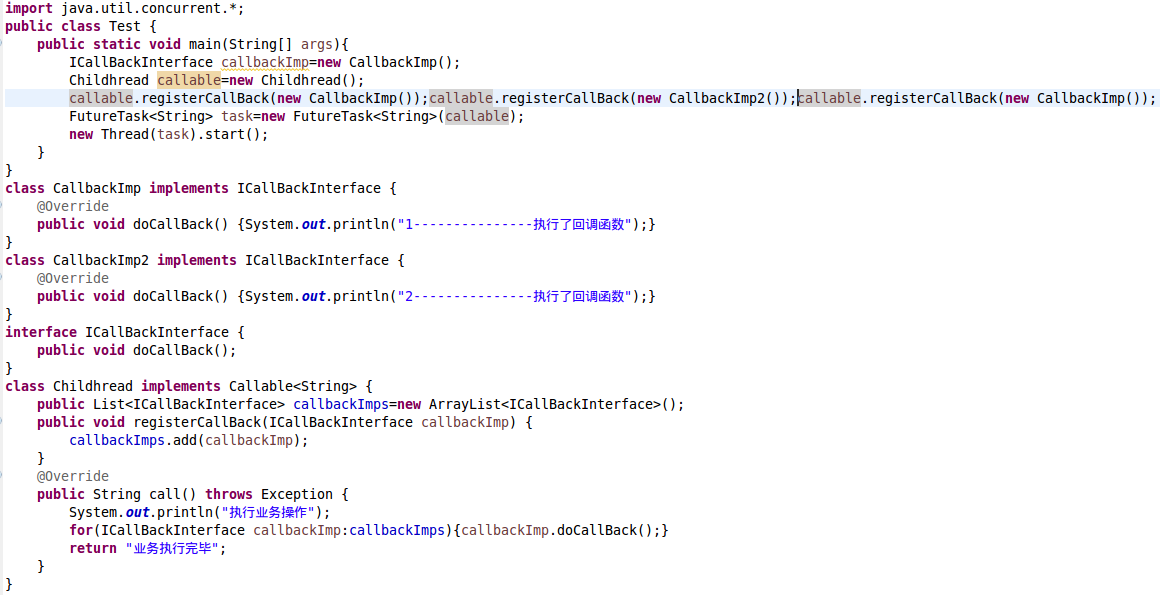 import java.util.concurrent.*;
public class Test {
    public static void main(String[] args){
        ICallBackInterface callbackImp=new CallbackImp();
        Childhread callable=new Childhread();
        callable.registerCallBack(new CallbackImp());callable.registerCallBack(new CallbackImp2());callable.registerCallBack(new CallbackImp());
        FutureTask<String> task=new FutureTask<String>(callable);
        new Thread(task).start();
    }
}
class CallbackImp implements ICallBackInterface {
    @Override
    public void doCallBack() {System.out.println("1---------------执行了回调函数");}
}
class CallbackImp2 implements ICallBackInterface {
    @Override
    public void doCallBack() {System.out.println("2---------------执行了回调函数");}
}
interface ICallBackInterface {
    public void doCallBack();
}
class Childhread implements Callable<String> {
    public List<ICallBackInterface> callbackImps=new ArrayList<ICallBackInterface>();
    public void registerCallBack(ICallBackInterface callbackImp) {
        callbackImps.add(callbackImp);
    }
    @Override
    public String call() throws Exception {
        System.out.println("执行业务操作");
        for(ICallBackInterface callbackImp:callbackImps){callbackImp.doCallBack();}
        return "业务执行完毕";
    }
}